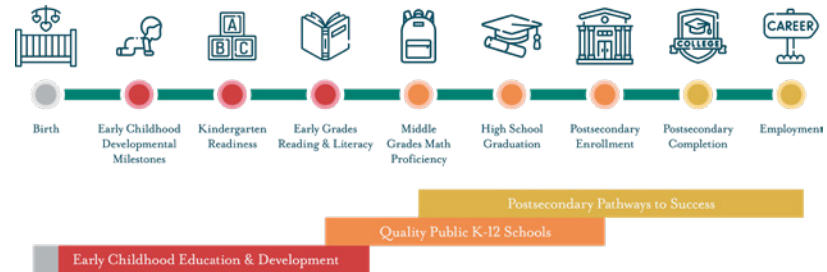 A
B C
COLLEGE
CAREER
Birth
Early Childhood
Developmental
Milestones
Kindergarten
Readiness
Early Grades
Reading & Literacy
Middle
Grades Math
Proficiency
High School
Graduation
Postsecondary
Enrollment
Postsecondary
Completion
Employment
Postsecondary Pathways to Success
Quality Public K-12 Schools
Early Childhood Education & Development